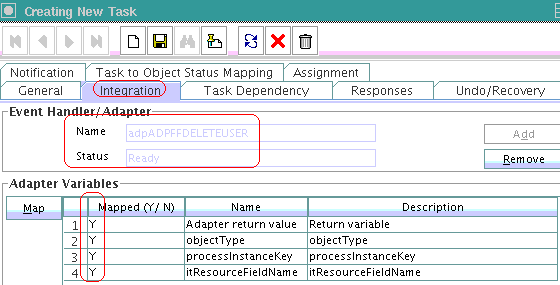 Creating New Task
Notification Task to Object Status Mapping Assignment
General Integration Task Dependency Responses Undo/Recovery
Event Handler/Adapter
Name adpADPFFDELETEUSER Add
Status Ready Remove
Adapter Variables
Map Mapped (Y/ N) Name Description
1 Y Adapter return value Return variable
2 Y objectType objectType
3 Y processInstanceKey processInstanceKey
4 Y itResourceFieldName itResourceFieldName